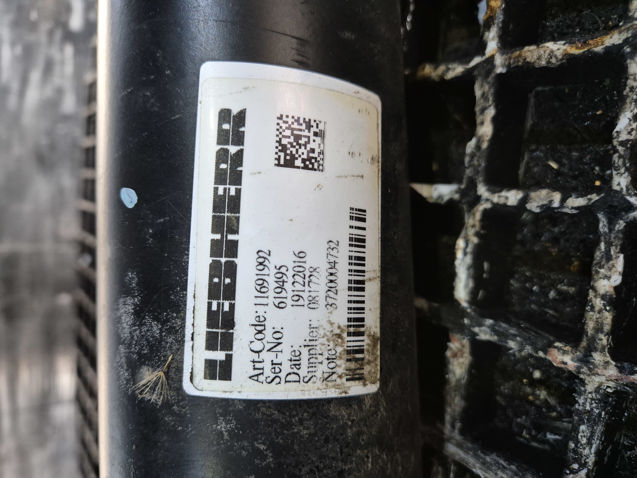 LIEBHERR
Art-Code: 11691992
Ser-No: 619495
Date: 19122016
Supplier: 081728
Note: 3720004732